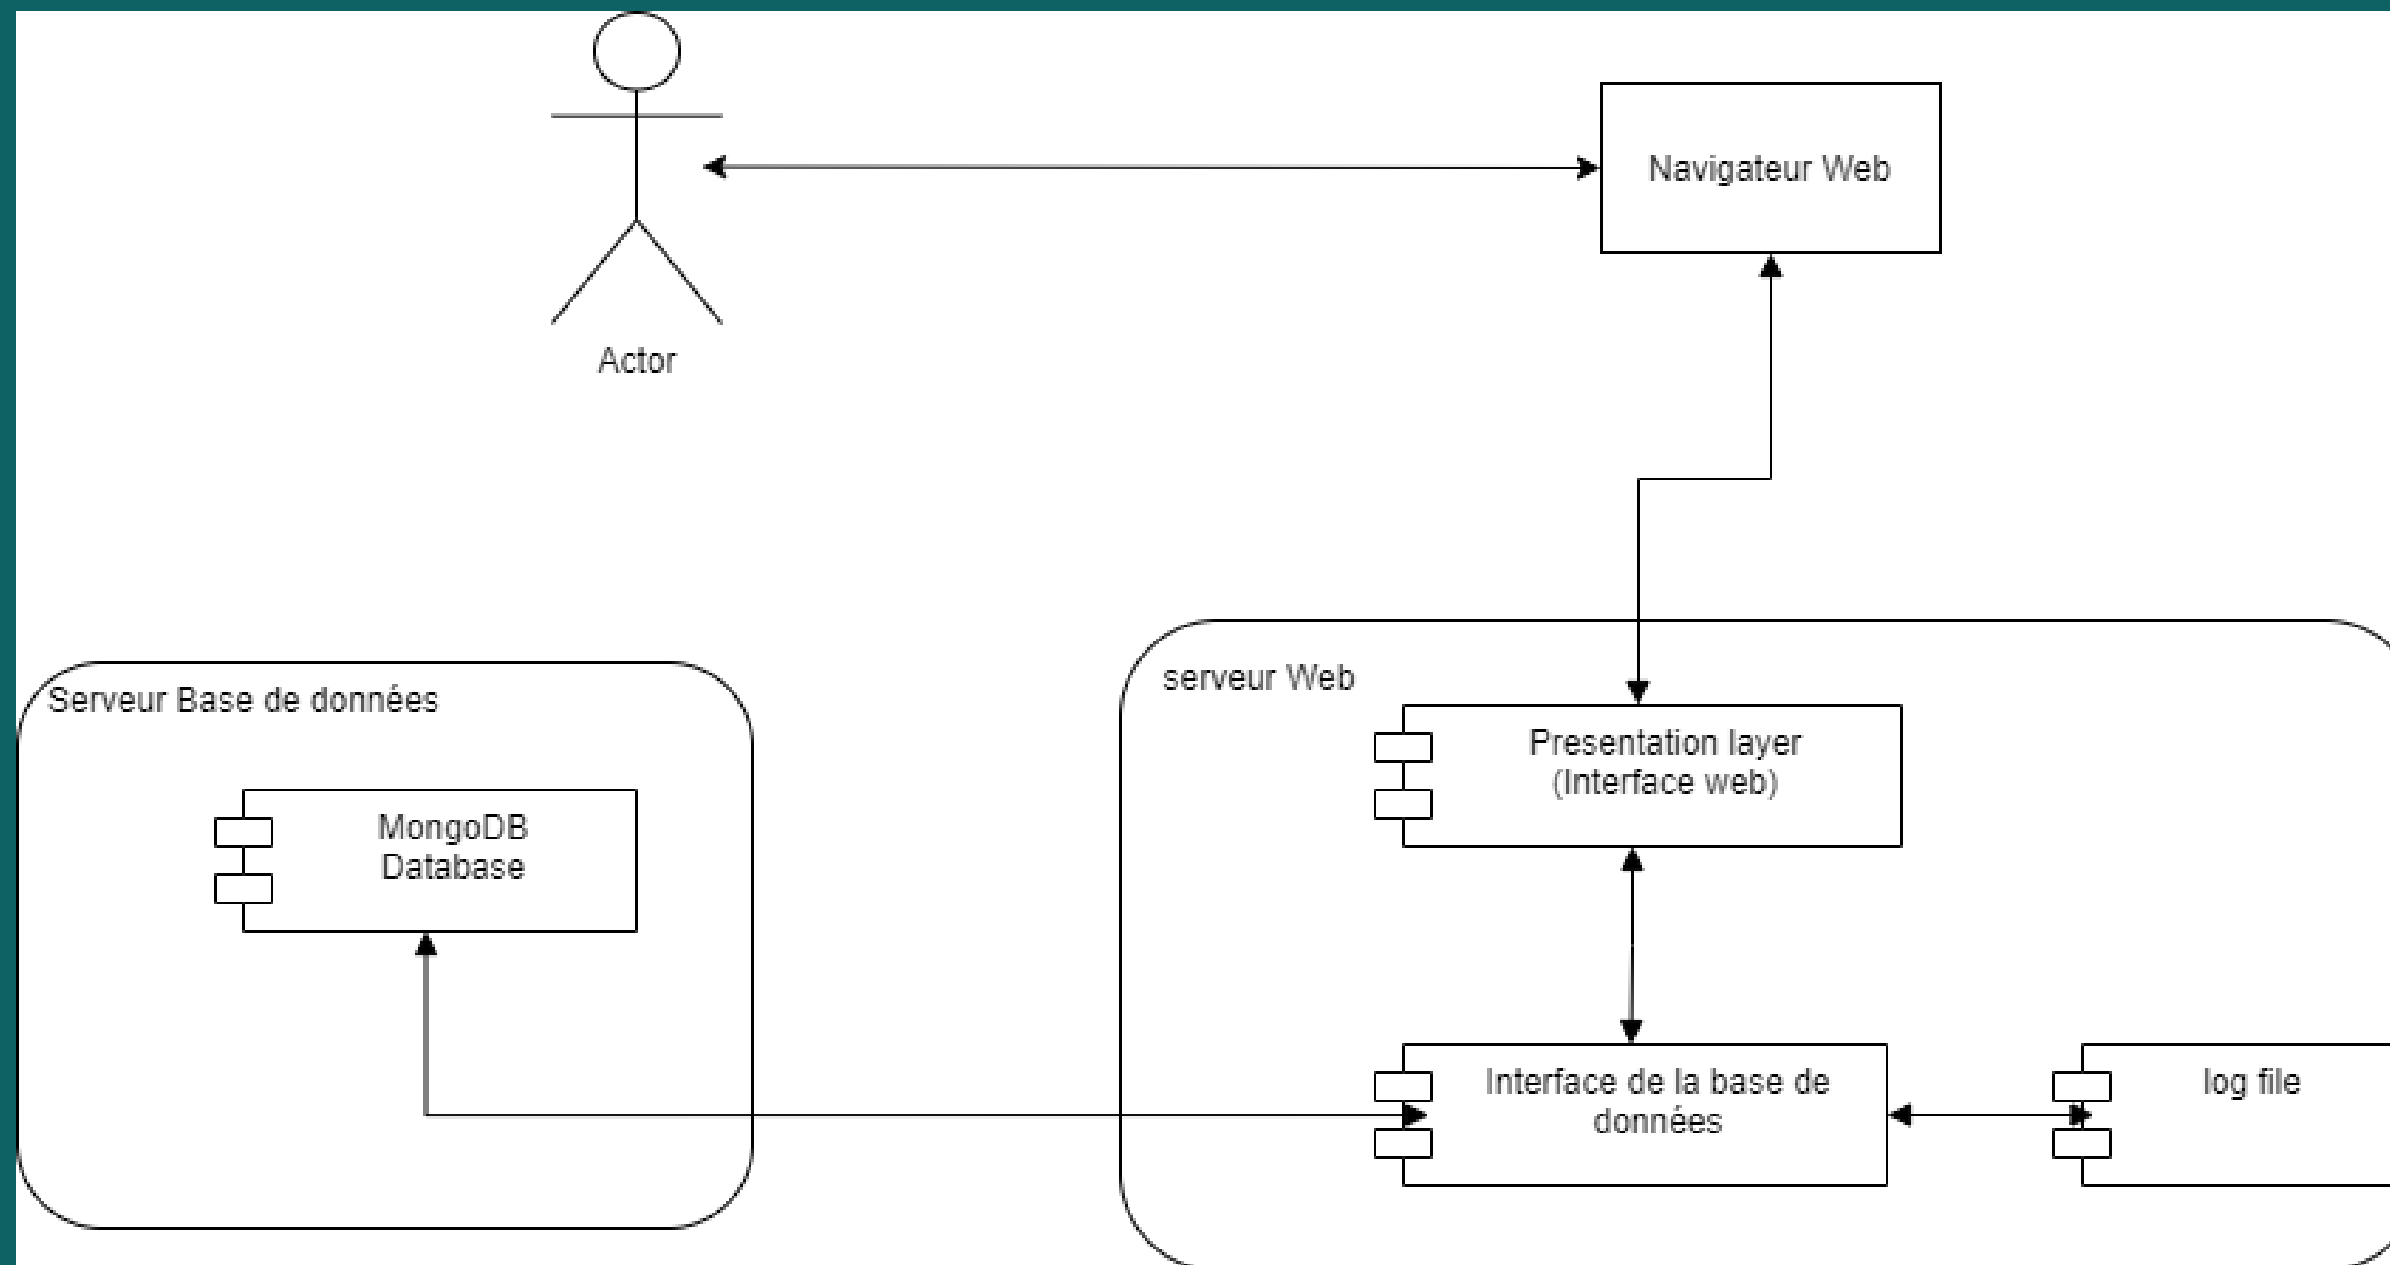 Navigateur Web
Actor
serveur Web
Serveur Base de données
Presentation layer
(Interface web)
MongoDB
Database
Interface de la base de
données
log file